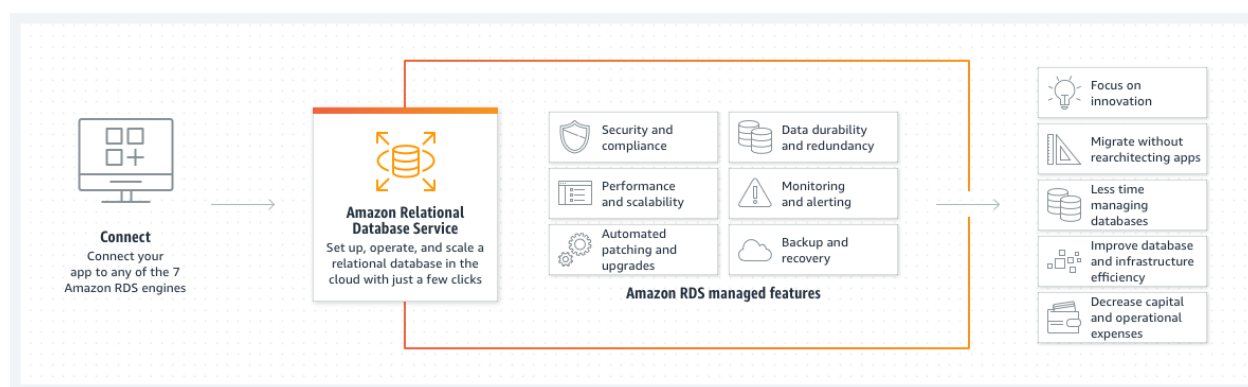 Connect
Connect your
app to any of the 7
Amazon RDS engines
Amazon Relational
Database Service
Set up, operate, and scale a
relational database in the
cloud with just a few clicks
Security and
compliance
Data durability
and redundancy
Performance
and scalability
Monitoring
and alerting
Automated
patching and
upgrades
Backup and
recovery
Amazon RDS managed features
Focus on
innovation
Migrate without
rearchitecting apps
Less time
managing
databases
Improve database
and infrastructure
efficiency
Decrease capital
and operational
expenses